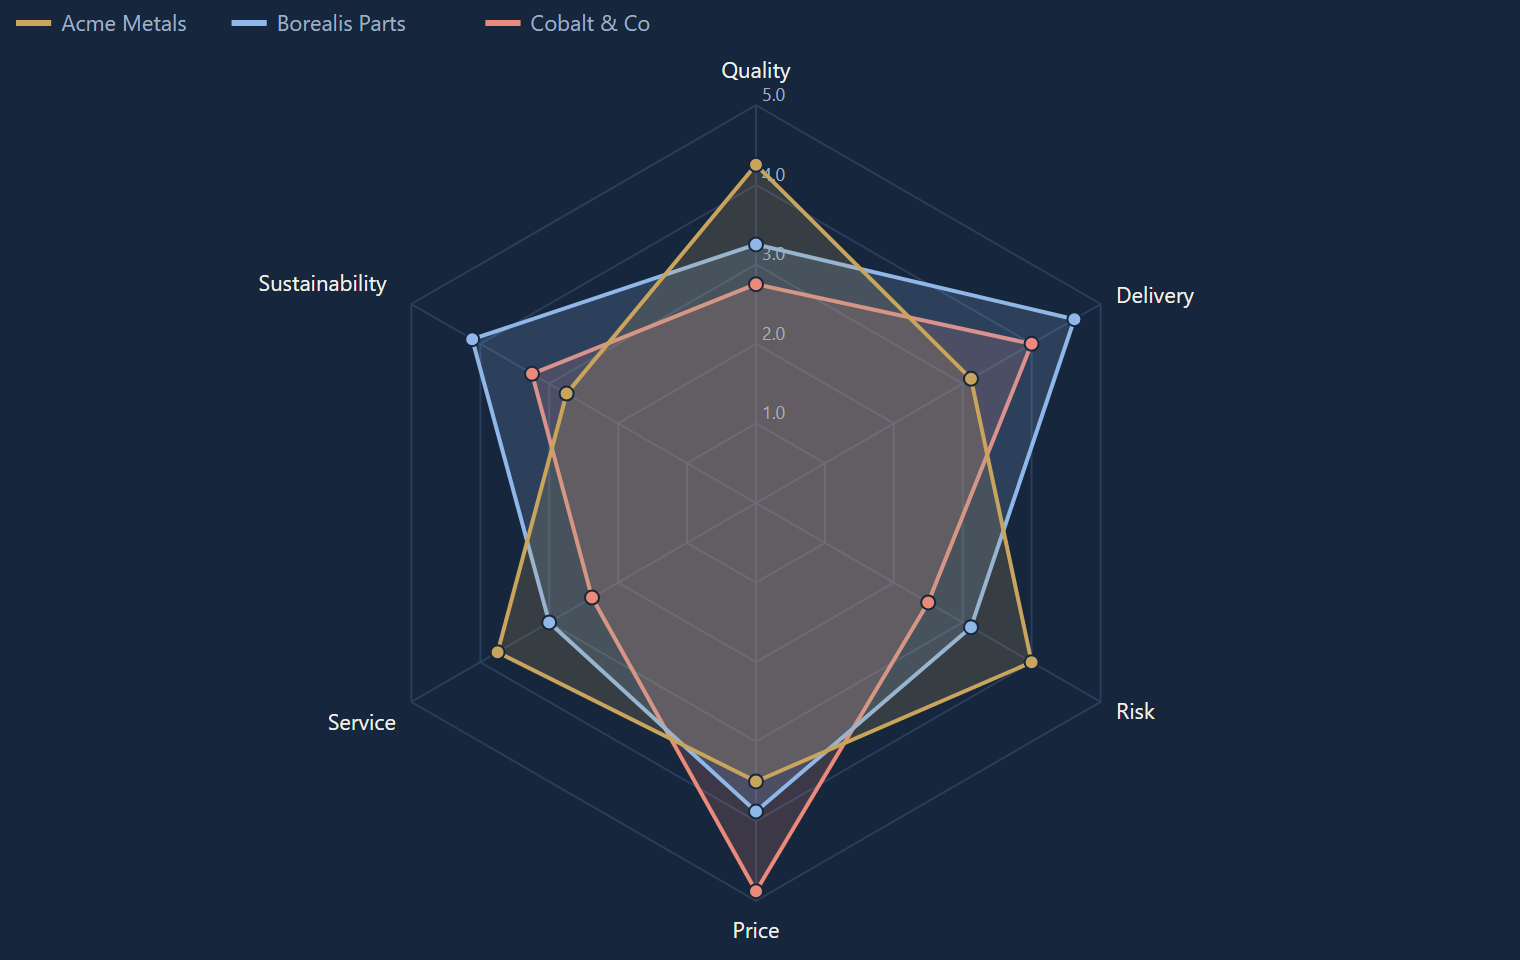 Acme Metals
Borealis Parts
Cobalt & Co
Quality
5.0
4.0
3.0
2.0
1.0
Sustainability
Delivery
Service
Risk
Price